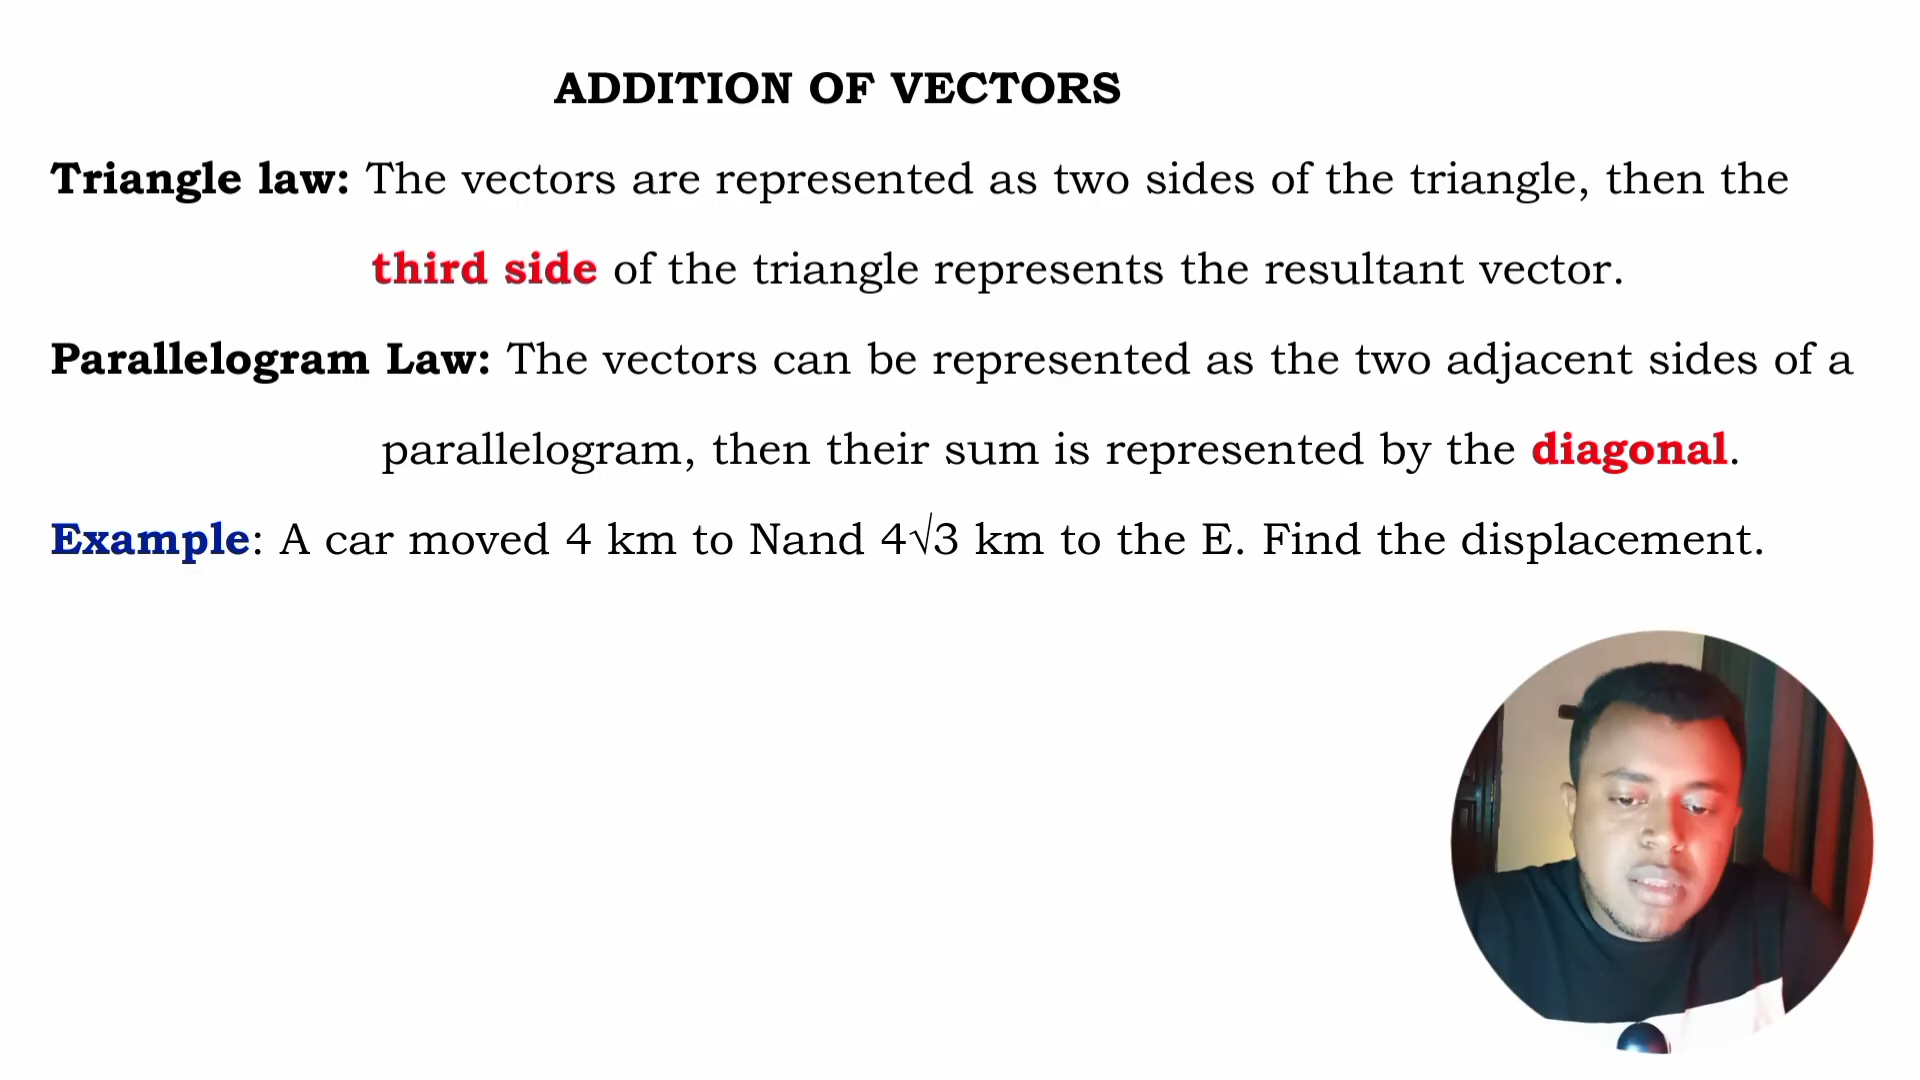 ADDITION OF VECTORS
Triangle law: The vectors are represented as two sides of the triangle, then the
third side of the triangle represents the resultant vector.
Parallelogram Law: The vectors can be represented as the two adjacent sides of a
parallelogram, then their sum is represented by the diagonal.
Example: A car moved 4 km to Nand 4√3 km to the E. Find the displacement.